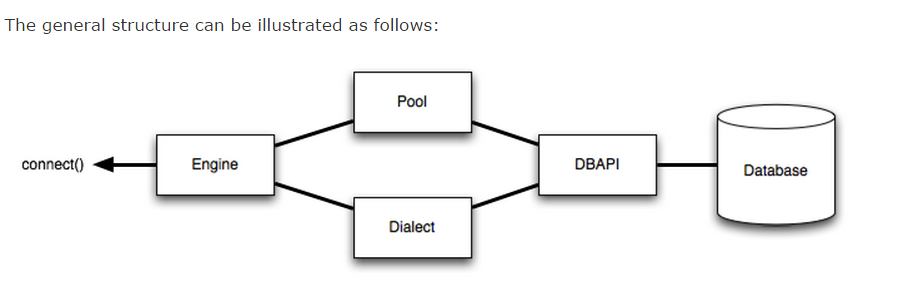 The general structure can be illustrated as follows:
Pool
connect()
Engine
DBAPI
Database
Dialect